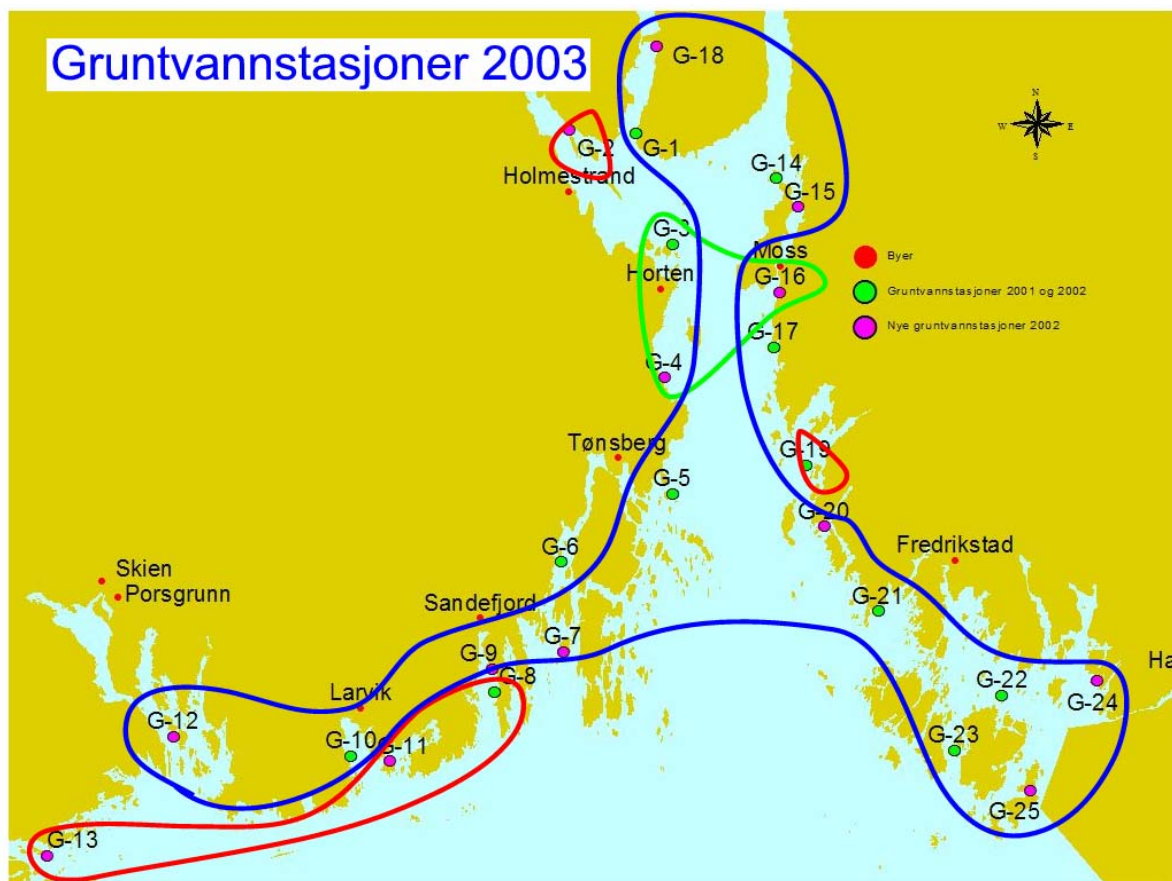 Gruntvannstasjoner 2003
G-18
N
W
E
S
G-2
G-1
Holmestrand
G-14
G-15
G-3
Moss
Byer
Horten
G-16
Gruntvannstasjoner 2001 og 2002
Nye gruntvannstasjoner 2002
G-17
G-4
Tønsberg
G-19
G-5
G-20
G-6
Fredrikstad
Skien
Porsgrunn
Sandefjord
G-21
G-7
G-9
G-8
Ha
G-22
G-24
Larvik
G-12
G-10
G-11
G-23
G-25
G-13